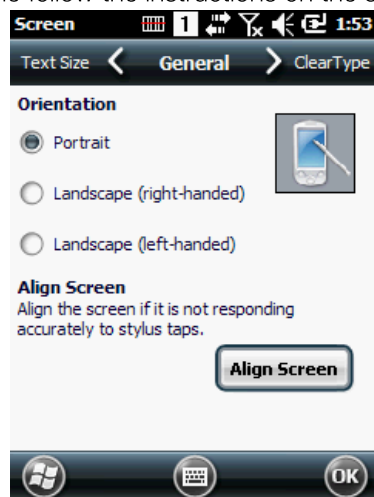 Screen 1 1:53
Text Size General ClearType
Orientation
Portrait
Landscape (right-handed)
Landscape (left-handed)
Align Screen
Align the screen if it is not responding
accurately to stylus taps.
Align Screen
OK